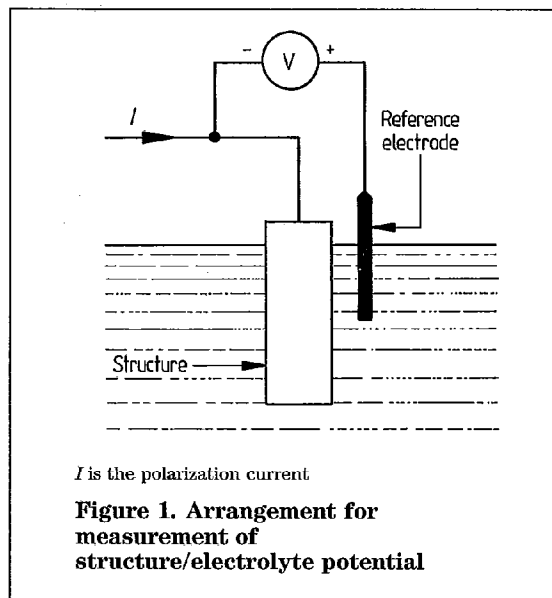 - V +
I
Reference
electrode
Structure
I is the polarization current
Figure 1. Arrangement for
measurement of
structure/electrolyte potential